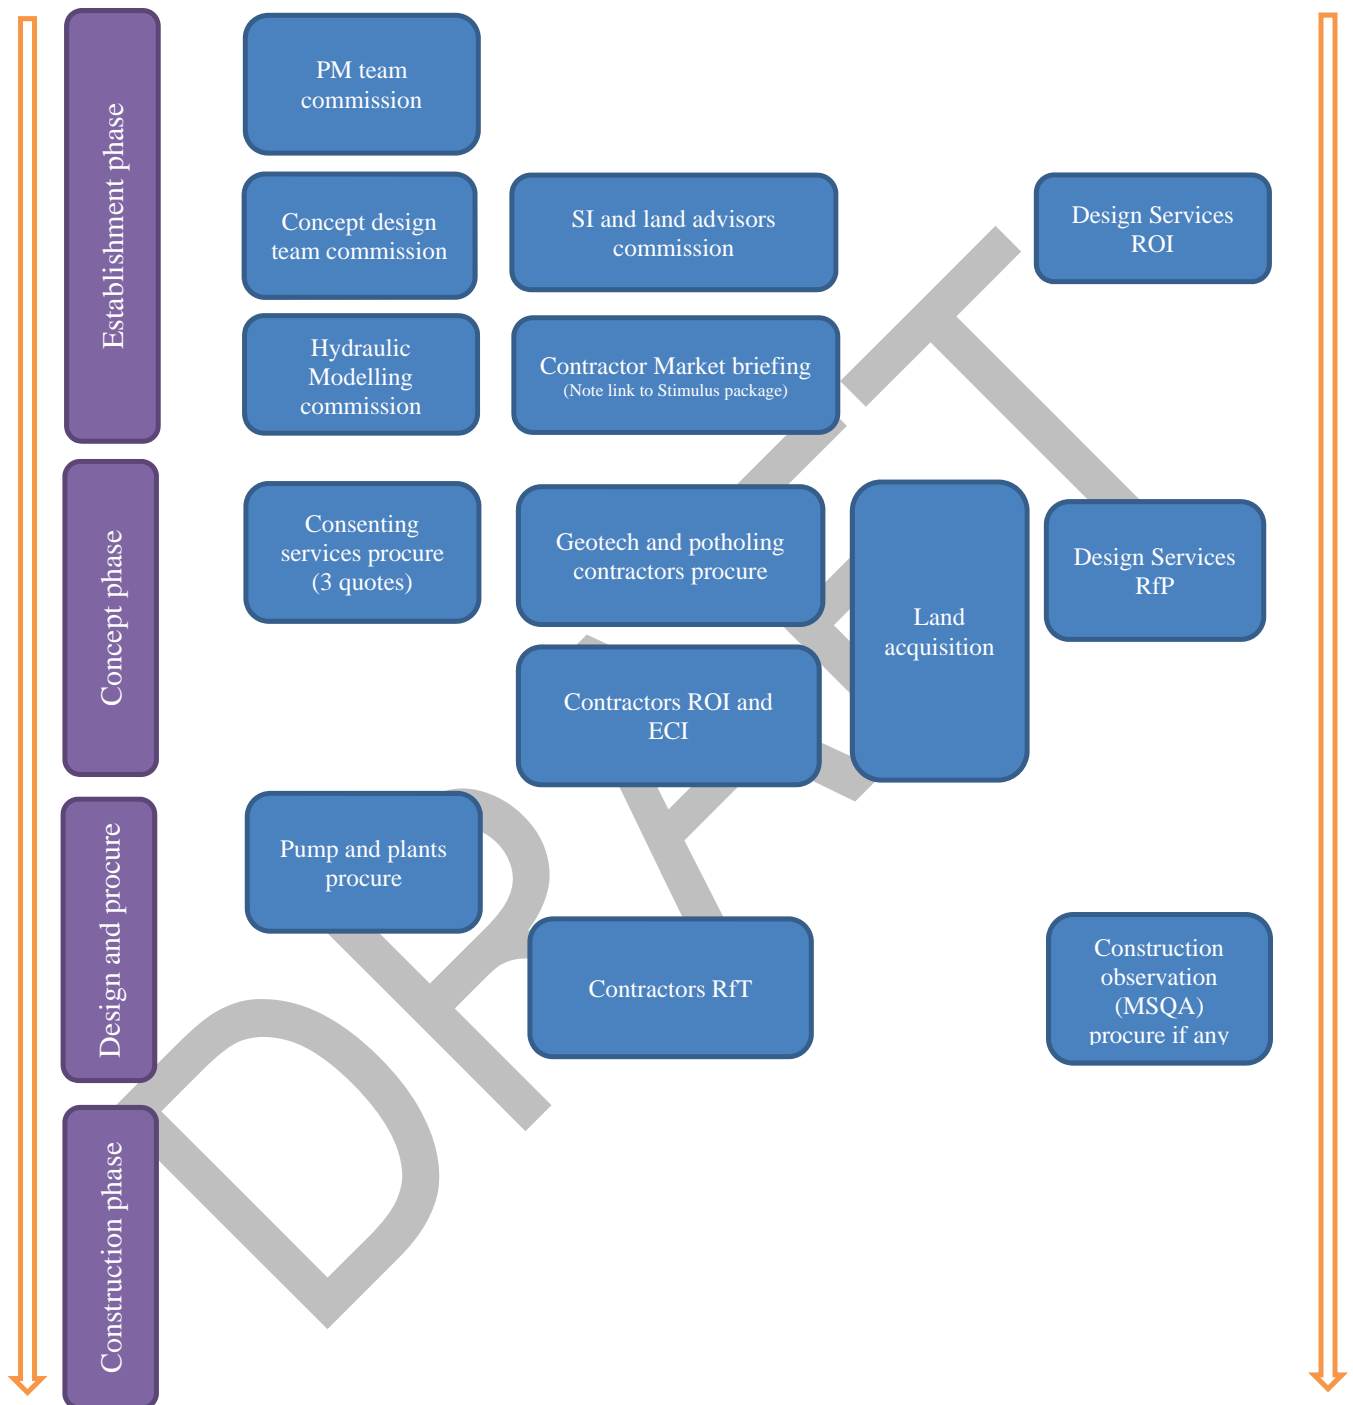 Establishment phase
PM team
commission
Concept design
team commission
SI and land advisors
commission
Design Services
ROI
Hydraulic
Modelling
commission
Contractor Market briefing
(Note link to Stimulus package)
Concept phase
Consenting
services procure
(3 quotes)
Geotech and potholing
contractors procure
Land
acquisition
Design Services
RfP
Contractors ROI and
ECI
Design and procure
Pump and plants
procure
Contractors RfT
Construction
observation
(MSQA)
procure if any
Construction phase
DRAFT